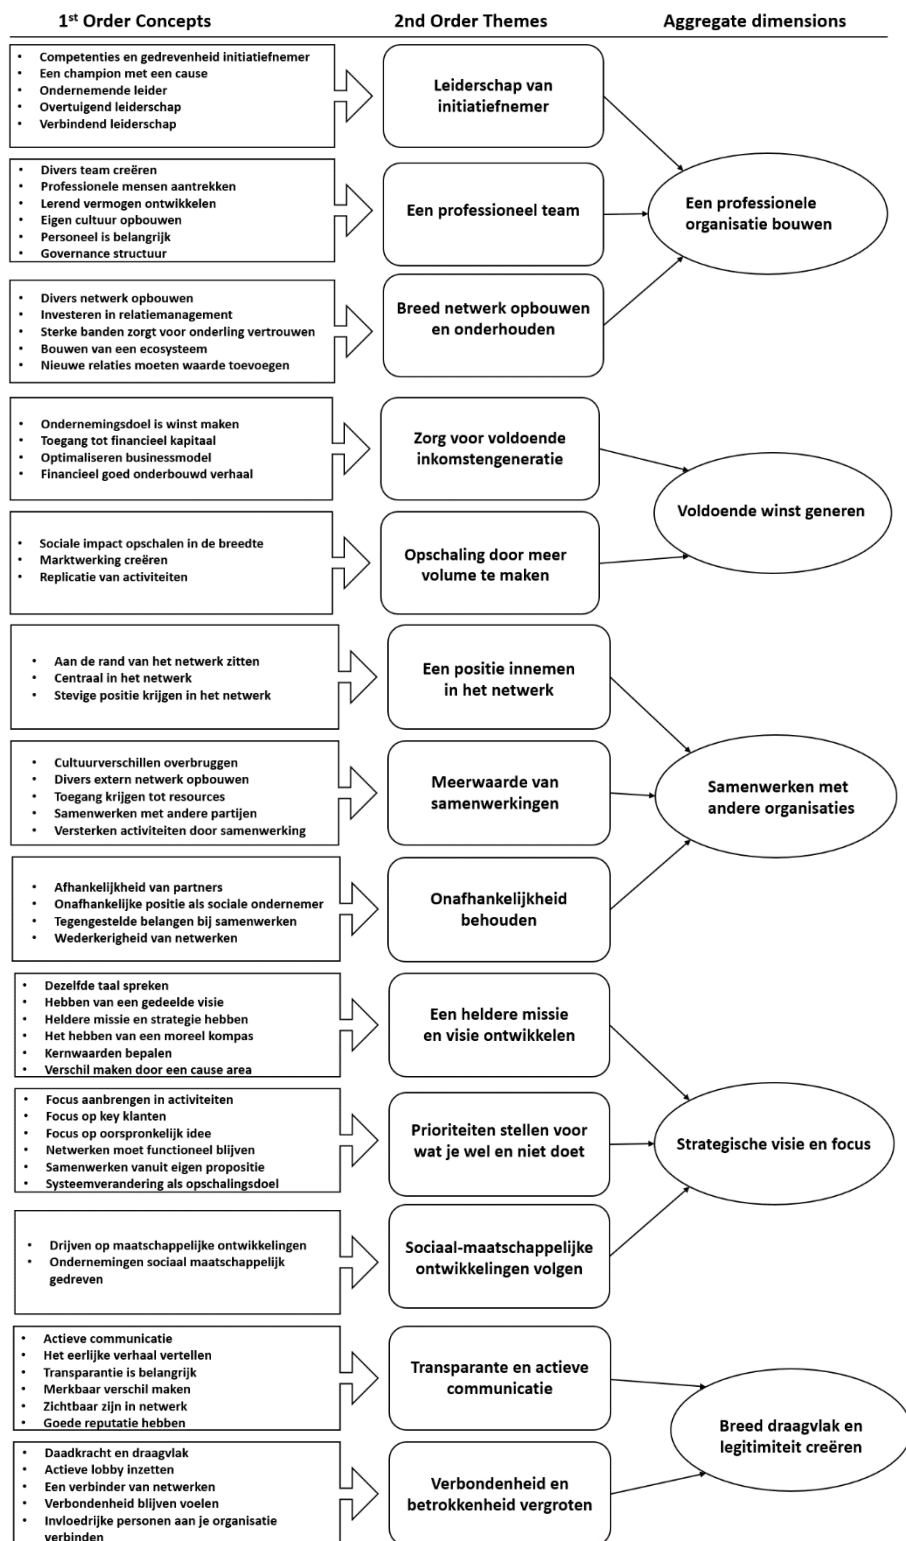 1st Order Concepts
2nd Order Themes
Aggregate dimensions
• Competenties en gedrevenheid initiatiefnemer
• Een champion met een cause
• Ondernemende leider
• Overtuigend leiderschap
• Verbindend leiderschap
Leiderschap van
initiatiefnemer
• Divers team creëren
• Professionele mensen aantrekken
• Lerend vermogen ontwikkelen
• Eigen cultuur opbouwen
• Personeel is belangrijk
• Governance structuur
Een professioneel team
Een professionele
organisatie bouwen
• Divers netwerk opbouwen
• Investeren in relatiemanagement
• Sterke banden zorgt voor onderling vertrouwen
• Bouwen van een ecosysteem
• Nieuwe relaties moeten waarde toevoegen
Breed netwerk opbouwen
en onderhouden
• Ondernemingsdoel is winst maken
• Toegang tot financieel kapitaal
• Optimaliseren businessmodel
• Financieel goed onderbouwd verhaal
Zorg voor voldoende
inkomstengeneratie
Voldoende winst generen
• Sociale impact opschalen in de breedte
• Marktwerking creëren
• Replicatie van activiteiten
Opschaling door meer
volume te maken
• Aan de rand van het netwerk zitten
• Centraal in het netwerk
• Stevige positie krijgen in het netwerk
Een positie innemen
in het netwerk
• Cultuurverschillen overbruggen
• Divers extern netwerk opbouwen
• Toegang krijgen tot resources
• Samenwerken met andere partijen
• Versterken activiteiten door samenwerking
Meerwaarde van
samenwerkingen
Samenwerken met
andere organisaties
• Afhankelijkheid van partners
• Onafhankelijke positie als sociale ondernemer
• Tegengestelde belangen bij samenwerken
• Wederkerigheid van netwerken
Onafhankelijkheid
behouden
• Dezelfde taal spreken
• Hebben van een gedeelde visie
• Heldere missie en strategie hebben
• Het hebben van een moreel kompas
• Kernwaarden bepalen
• Verschil maken door een cause area
Een heldere missie
en visie ontwikkelen
• Focus aanbrengen in activiteiten
• Focus op key klanten
• Focus op oorspronkelijk idee
• Netwerken moet functioneel blijven
• Samenwerken vanuit eigen propositie
• Systeemverandering als opschalingsdoel
Prioriteiten stellen voor
wat je wel en niet doet
Strategische visie en focus
• Drijven op maatschappelijke ontwikkelingen
• Ondernemingen sociaal maatschappelijk
gedreven
Sociaal-maatschappelijke
ontwikkelingen volgen
• Actieve communicatie
• Het eerlijke verhaal vertellen
• Transparantie is belangrijk
• Merkbaar verschil maken
• Zichtbaar zijn in netwerk
• Goede reputatie hebben
Transparante en actieve
communicatie
Breed draagvlak en
legitimiteit creëren
• Daadkracht en draagvlak
• Actieve lobby inzetten
• Een verbinder van netwerken
• Verbondenheid blijven voelen
• Invloedrijke personen aan je organisatie
verbinden
Verbondenheid en
betrokkenheid vergroten